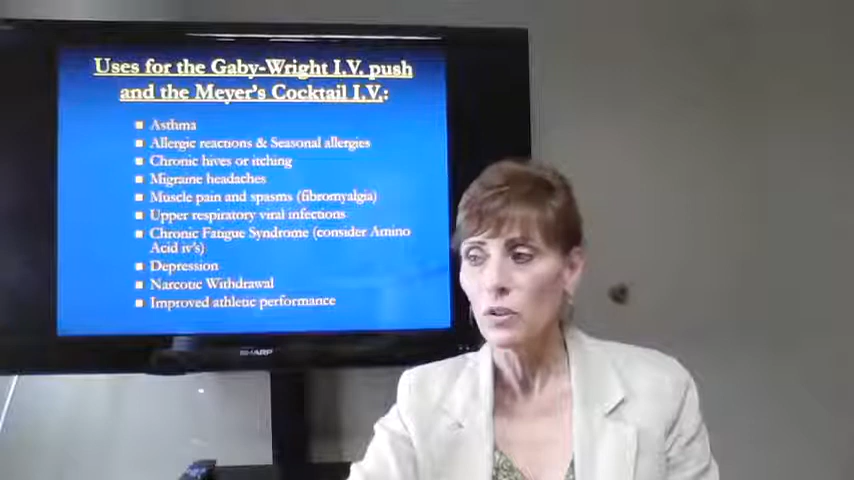 Uses for the Gaby-Wright I.V. push
and the Meyer's Cocktail I.V.:
Asthma
Allergic reactions & Seasonal allergies
Chronic hives or itching
Migraine headaches
Muscle pain and spasms (fibromyalgia)
Upper respiratory viral infections
Chronic Fatigue Syndrome (consider Amino
Acid iv's)
Depression
Narcotic Withdrawal
Improved athletic performance
SHARP